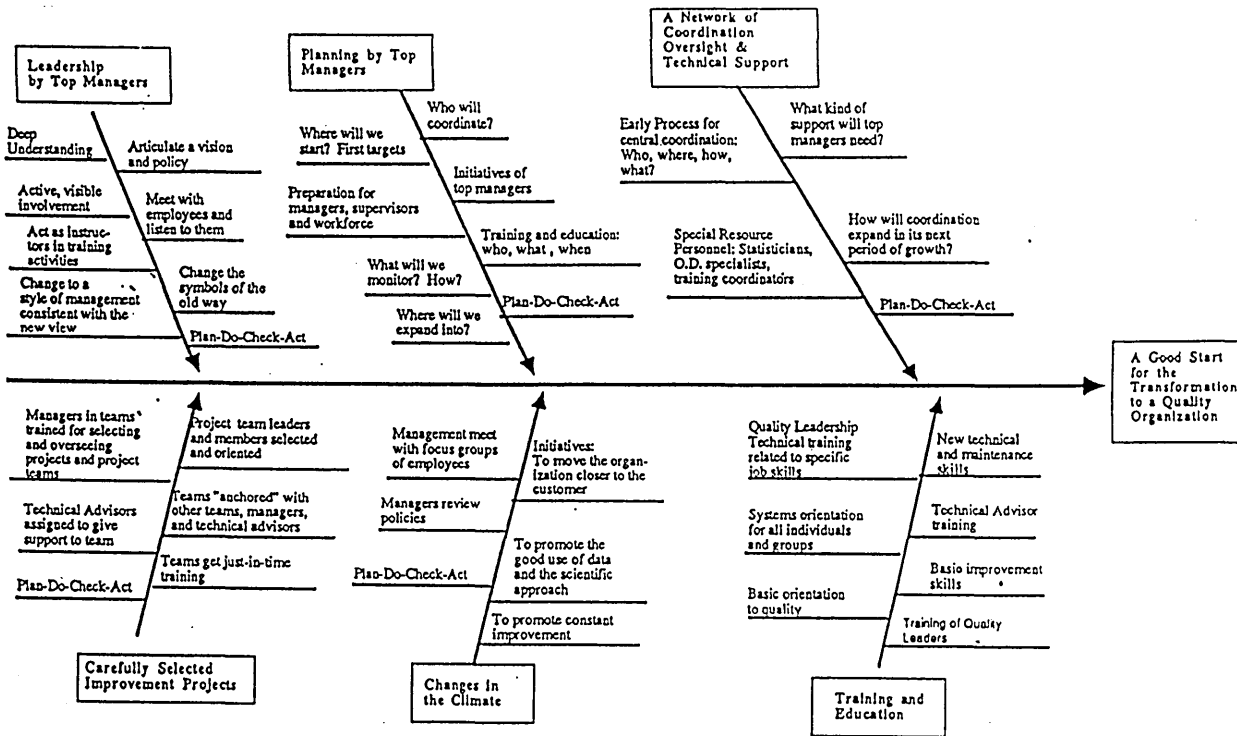 Leadership
by Top Managers
Deep
Understanding
Active, visible
involvement
Act as Instruc-
tors in training
activities
Change to a
style of management
consistent with the
new view
Articulate a vision
and policy
Meet with
employees and
listen to them
Change the
symbols of the
old way
Plan-Do-Check-Act
Planning by Top
Managers
Where will we
start? First targets
Preparation for
managers, supervisors
and workforce
What will we
monitor? How?
Where will we
expand into?
Who will
coordinate?
Initiatives of
top managers
Training and education:
who, what , when
Plan-Do-Check-Act
A Network of
Coordination
Oversight &
Technical Support
Early Process for
central coordination:
Who, where, how,
what?
Special Resource
Personnel: Statisticians,
O.D. specialists,
training coordinators
What kind of
support will top
managers need?
How will coordination
expand in its next
period of growth?
Plan-Do-Check-Act
A Good Start
for the
Transformation
to a Quality
Organization
Managers in teams
trained for selecting
and overseeing
projects and project
teams
Technical Advisors
assigned to give
support to team
Plan-Do-Check-Act
Project team leaders
and members selected
and oriented
Teams "anchored" with
other teams, managers,
and technical advisors
Teams get just-in-time
training
Carefully Selected
Improvement Projects
Management meet
with focus groups
of employees
Managers review
policies
Plan-Do-Check-Act
Initiatives:
To move the organ-
ization closer to the
customer
To promote the
good use of data
and the scientific
approach
To promote constant
improvement
Changes in
the Climate
Quality Leadership
Technical training
related to specific
job skills
Systems orientation
for all individuals
and groups
Basic orientation
to quality
New technical
and maintenance
skills
Technical Advisor
training
Basic improvement
skills
Training of Quality
Leaders
Training and
Education